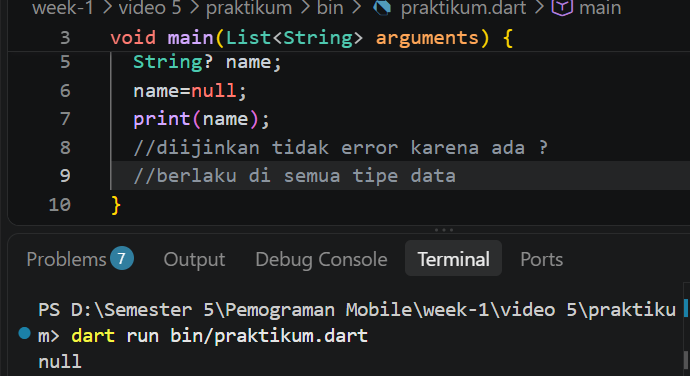 week-1 > video 5 > praktikum > bin > praktikum.dart > main
3 void main(List<String> arguments) {
5 String? name;
6 name=null;
7 print(name);
8 //diijinkan tidak error karena ada ?
9 //berlaku di semua tipe data
10 }
Problems 7 Output Debug Console Terminal Ports
PS D:\Semester 5\Pemograman Mobile\week-1\video 5\praktiku
m> dart run bin/praktikum.dart
null